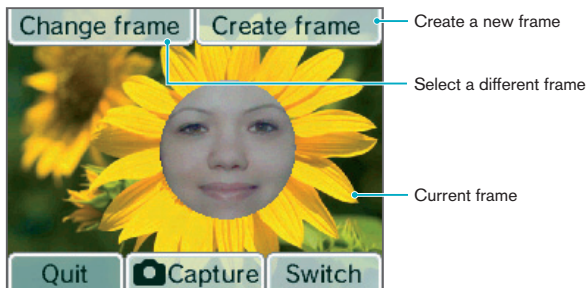 Change frame
Create frame
Create a new frame
Select a different frame
Current frame
Quit
Capture
Switch